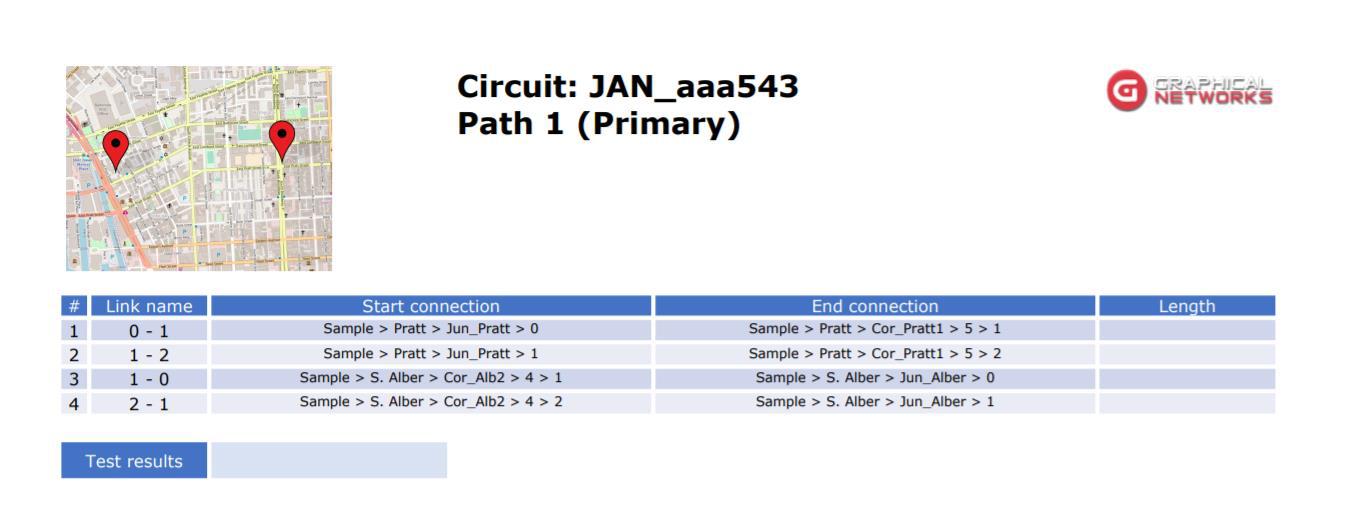 Circuit: JAN_aaa543
Path 1 (Primary)
GRAPHICAL
NETWORKS
# Link name Start connection End connection Length
1 0 - 1 Sample > Pratt > Jun_Pratt > 0 Sample > Pratt > Cor_Pratt1 > 5 > 1
2 1 - 2 Sample > Pratt > Jun_Pratt > 1 Sample > Pratt > Cor_Pratt1 > 5 > 2
3 1 - 0 Sample > S. Alber > Cor_Alb2 > 4 > 1 Sample > S. Alber > Jun_Alber > 0
4 2 - 1 Sample > S. Alber > Cor_Alb2 > 4 > 2 Sample > S. Alber > Jun_Alber > 1
Test results